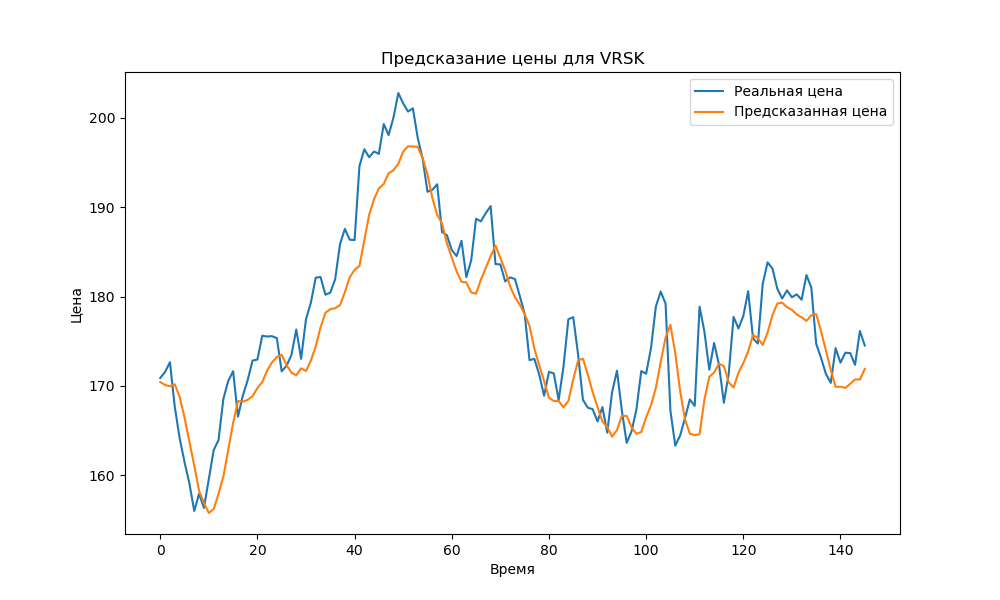 Предсказание цены для VRSK
Реальная цена
Предсказанная цена
Цена
200
190
180
170
160
0 20 40 60 80 100 120 140
Время